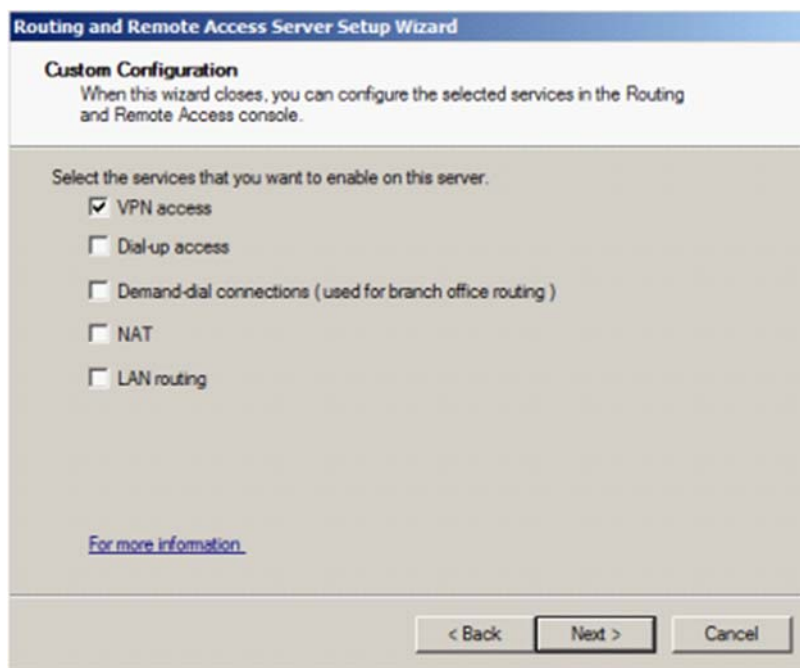 Routing and Remote Access Server Setup Wizard
Custom Configuration
When this wizard closes, you can configure the selected services in the Routing
and Remote Access console.
Select the services that you want to enable on this server.
VPN access
Dial-up access
Demand-dial connections ( used for branch office routing )
NAT
LAN routing
For more information
< Back
Next >
Cancel